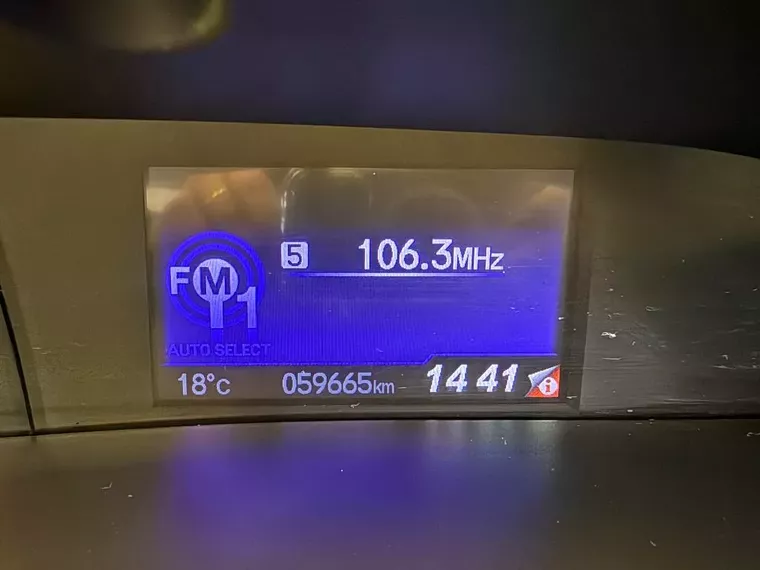 5 106.3MHz
FM1
AUTO SELECT
18°C 059665km 14 41 i